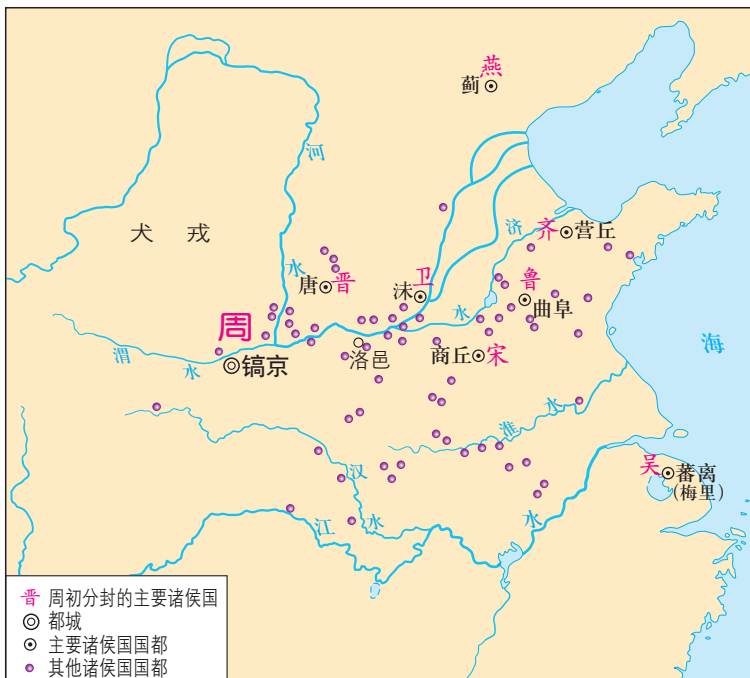 燕
蓟
河
犬 戎
济
齐
营丘
水
唐
晋
卫
沬
鲁
曲阜
水
周
渭
水
镐京
洛邑
商丘
宋
海
淮
水
汉
水
江
水
吴
蕃离
(梅里)
晋 周初分封的主要诸侯国
都城
主要诸侯国国都
其他诸侯国国都